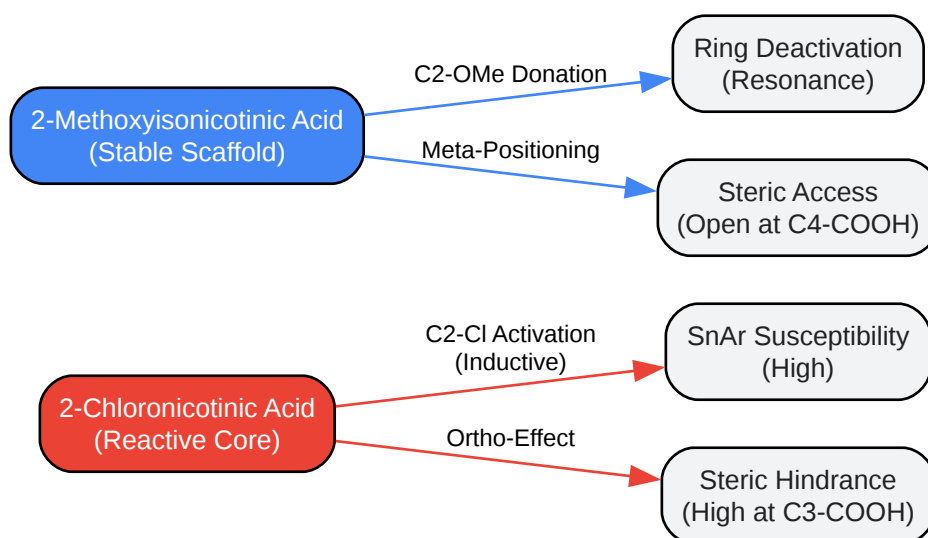 2-Methoxyisonicotinic Acid
(Stable Scaffold)
C2-OMe Donation
Ring Deactivation
(Resonance)
Meta-Positioning
Steric Access
(Open at C4-COOH)
2-Chloronicotinic Acid
(Reactive Core)
C2-Cl Activation
(Inductive)
SnAr Susceptibility
(High)
Ortho-Effect
Steric Hindrance
(High at C3-COOH)